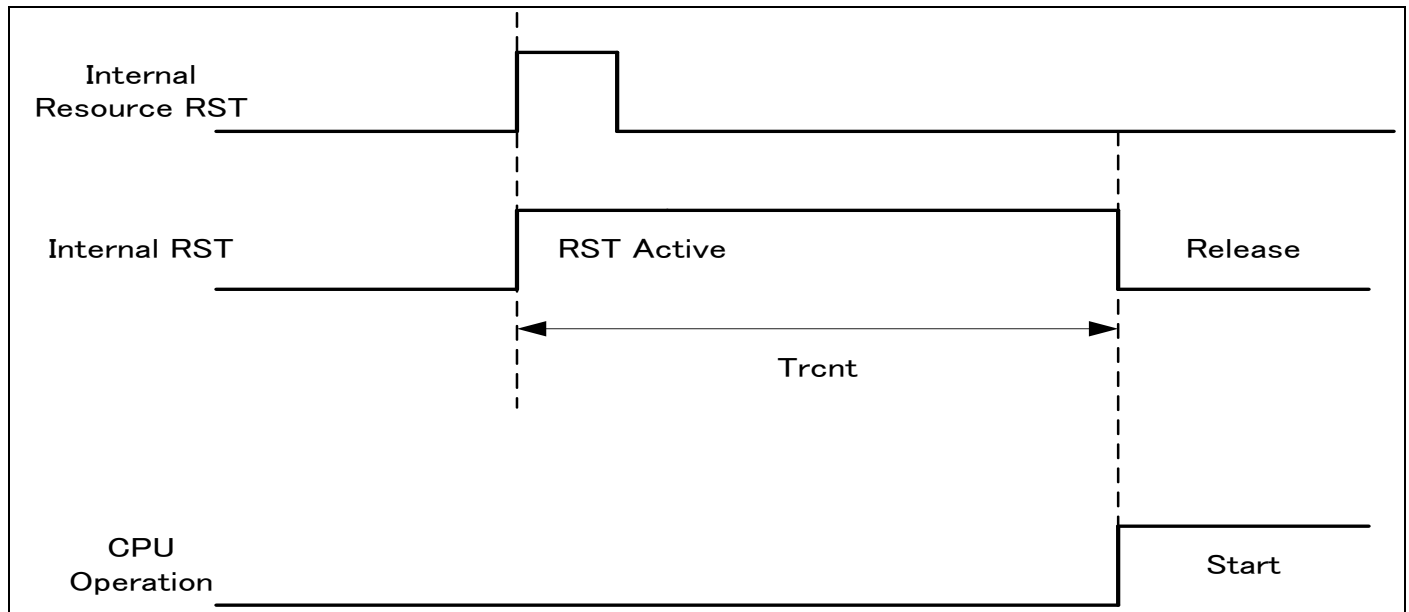 Internal
Resource RST
Internal RST
RST Active
Release
Trcnt
CPU
Operation
Start